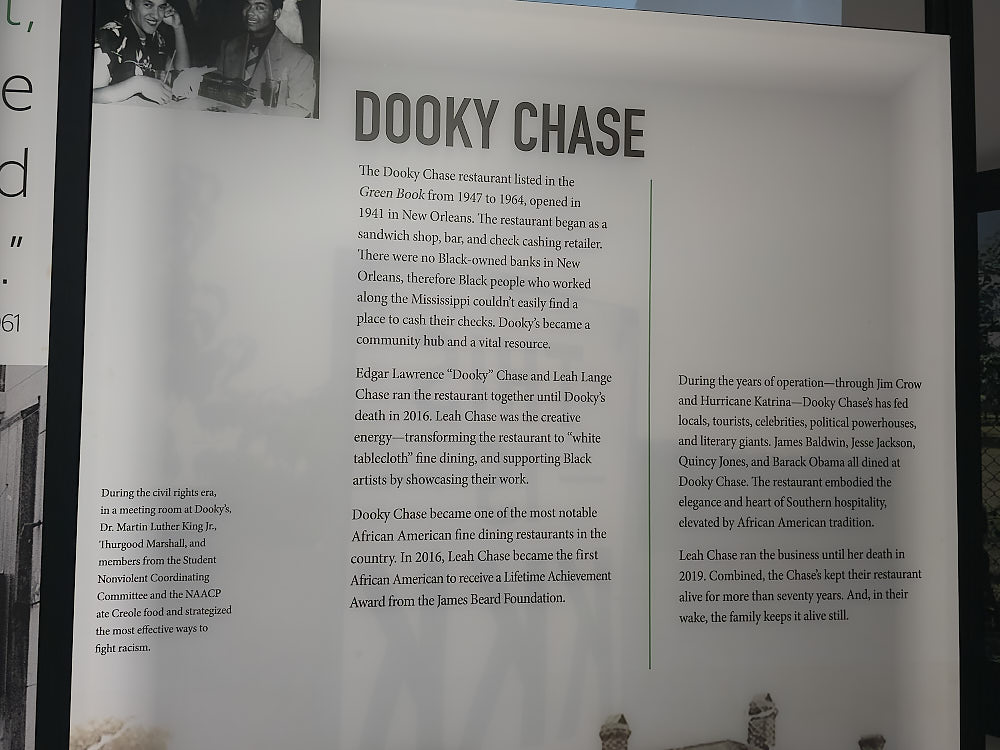 t,
e
d
"
.
961
DOOKY CHASE
The Dooky Chase restaurant listed in the
Green Book from 1947 to 1964, opened in
1941 in New Orleans. The restaurant began as a
sandwich shop, bar, and check cashing retailer.
There were no Black-owned banks in New
Orleans, therefore Black people who worked
along the Mississippi couldn't easily find a
place to cash their checks. Dooky's became a
community hub and a vital resource.
Edgar Lawrence "Dooky" Chase and Leah Lange
Chase ran the restaurant together until Dooky's
death in 2016. Leah Chase was the creative
energy—transforming the restaurant to "white
tablecloth" fine dining, and supporting Black
artists by showcasing their work.
Dooky Chase became one of the most notable
African American fine dining restaurants in the
country. In 2016, Leah Chase became the first
African American to receive a Lifetime Achievement
Award from the James Beard Foundation.
During the civil rights era,
in a meeting room at Dooky's,
Dr. Martin Luther King Jr.,
Thurgood Marshall, and
members from the Student
Nonviolent Coordinating
Committee and the NAACP
ate Creole food and strategized
the most effective ways to
fight racism.
During the years of operation—through Jim Crow
and Hurricane Katrina—Dooky Chase's has fed
locals, tourists, celebrities, political powerhouses,
and literary giants. James Baldwin, Jesse Jackson,
Quincy Jones, and Barack Obama all dined at
Dooky Chase. The restaurant embodied the
elegance and heart of Southern hospitality,
elevated by African American tradition.
Leah Chase ran the business until her death in
2019. Combined, the Chase's kept their restaurant
alive for more than seventy years. And, in their
wake, the family keeps it alive still.